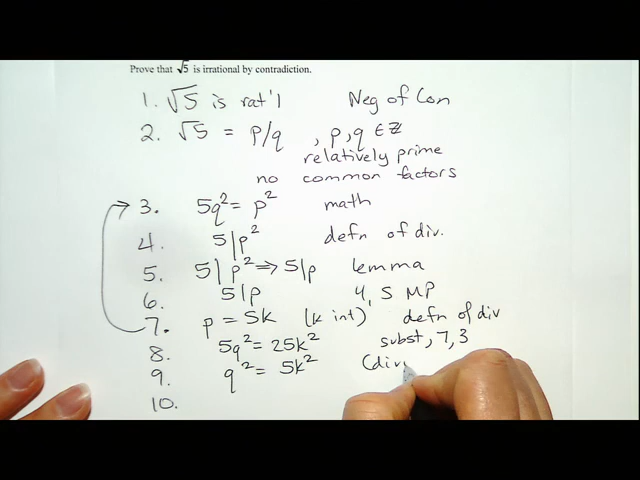 Prove that √5 is irrational by contradiction.
1. √5 is rat'l Neg of Con
2. √5 = p/q , p, q ∈ ℤ
relatively prime
no common factors
3. 5q² = p² math
4. 5|p² defn of div.
5. 5|p² ⇒ 5|p lemma
6. 5|p 4, 5 MP
7. p = 5k (k int) defn of div
8. 5q² = 25k² subst, 7, 3
9. q² = 5k² (div
10.